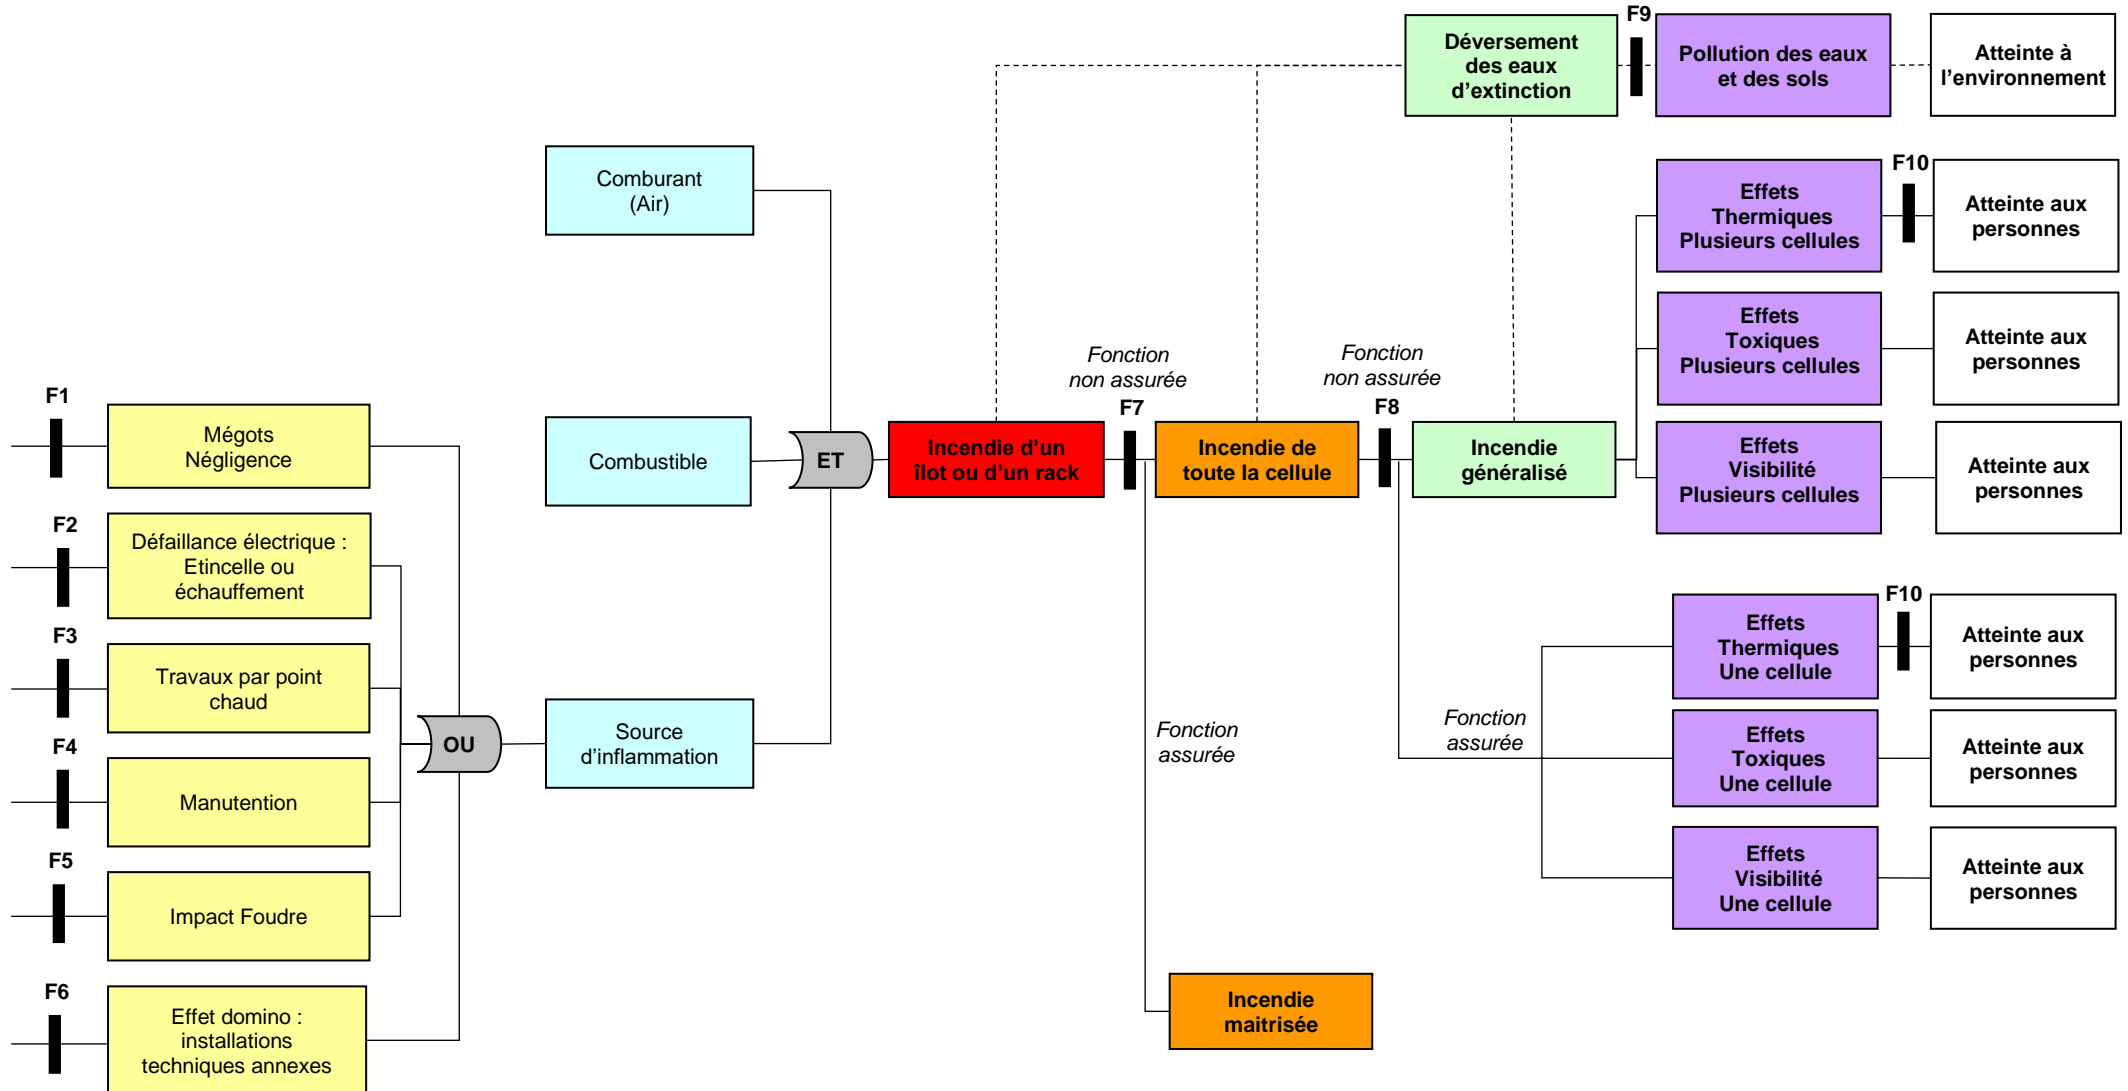 F9
Déversement
des eaux
d'extinction
Pollution des eaux
et des sols
Atteinte à
l'environnement
Comburant
(Air)
F10
Effets
Thermiques
Plusieurs cellules
Atteinte aux
personnes
Effets
Toxiques
Plusieurs cellules
Atteinte aux
personnes
Fonction
non assurée
F7
Fonction
non assurée
F8
F1
Mégots
Négligence
Combustible
ET
Incendie d'un
îlot ou d'un rack
Incendie de
toute la cellule
Incendie
généralisé
Effets
Visibilité
Plusieurs cellules
Atteinte aux
personnes
F2
Défaillance électrique :
Etincelle ou
échauffement
F3
Travaux par point
chaud
F10
Effets
Thermiques
Une cellule
Atteinte aux
personnes
OU
Source
d'inflammation
Fonction
assurée
Fonction
assurée
Effets
Toxiques
Une cellule
Atteinte aux
personnes
F4
Manutention
F5
Impact Foudre
Effets
Visibilité
Une cellule
Atteinte aux
personnes
F6
Effet domino :
installations
techniques annexes
Incendie
maitrisée